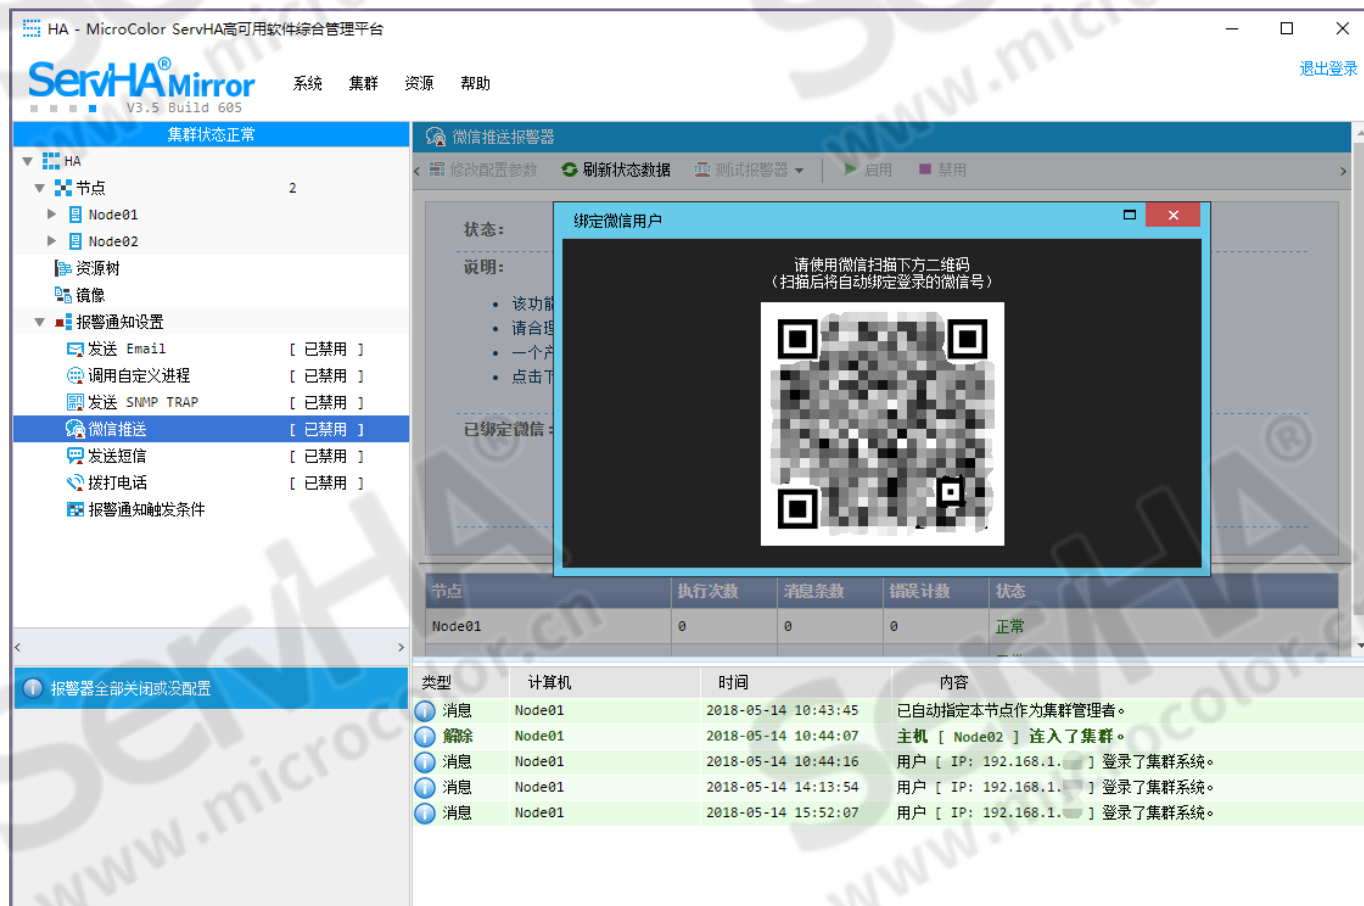 HA - MicroColor ServHA高可用软件综合管理平台
ServHA® Mirror
V3.5 Build 605
系统 集群 资源 帮助
退出登录
集群状态正常
HA
节点 2
Node01
Node02
资源树
镜像
报警通知设置
发送 Email [ 已禁用 ]
调用自定义进程 [ 已禁用 ]
发送 SNMP TRAP [ 已禁用 ]
微信推送 [ 已禁用 ]
发送短信 [ 已禁用 ]
拨打电话 [ 已禁用 ]
报警通知触发条件
报警器全部关闭或没配置
微信推送报警器
修改配置参数 刷新状态数据 测试报警器 启用 禁用
状态:
说明:
该功能
请合理
一个产
点击下
已绑定微信:
绑定微信用户
请使用微信扫描下方二维码
(扫描后将自动绑定登录的微信号)
节点 执行次数 消息条数 错误计数 状态
Node01 0 0 0 正常
类型 计算机 时间 内容
消息 Node01 2018-05-14 10:43:45 已自动指定本节点作为集群管理者。
解除 Node01 2018-05-14 10:44:07 主机 [ Node02 ] 连入了集群。
消息 Node01 2018-05-14 10:44:16 用户 [ IP: 192.168.1. ] 登录了集群系统。
消息 Node01 2018-05-14 14:13:54 用户 [ IP: 192.168.1. ] 登录了集群系统。
消息 Node01 2018-05-14 15:52:07 用户 [ IP: 192.168.1. ] 登录了集群系统。
ServHA®
www.microcolor.cn